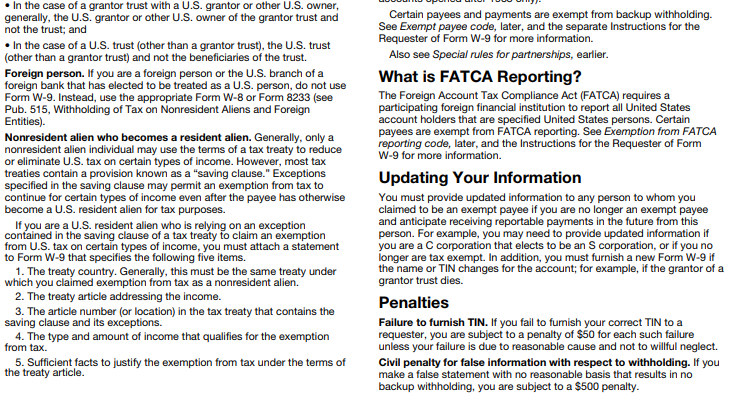 • In the case of a grantor trust with a U.S. grantor or other U.S. owner,
generally, the U.S. grantor or other U.S. owner of the grantor trust and
not the trust; and
• In the case of a U.S. trust (other than a grantor trust), the U.S. trust
(other than a grantor trust) and not the beneficiaries of the trust.
Foreign person. If you are a foreign person or the U.S. branch of a
foreign bank that has elected to be treated as a U.S. person, do not use
Form W-9. Instead, use the appropriate Form W-8 or Form 8233 (see
Pub. 515, Withholding of Tax on Nonresident Aliens and Foreign
Entities).
Nonresident alien who becomes a resident alien. Generally, only a
nonresident alien individual may use the terms of a tax treaty to reduce
or eliminate U.S. tax on certain types of income. However, most tax
treaties contain a provision known as a “saving clause.” Exceptions
specified in the saving clause may permit an exemption from tax to
continue for certain types of income even after the payee has otherwise
become a U.S. resident alien for tax purposes.
If you are a U.S. resident alien who is relying on an exception
contained in the saving clause of a tax treaty to claim an exemption
from U.S. tax on certain types of income, you must attach a statement
to Form W-9 that specifies the following five items.
1. The treaty country. Generally, this must be the same treaty under
which you claimed exemption from tax as a nonresident alien.
2. The treaty article addressing the income.
3. The article number (or location) in the tax treaty that contains the
saving clause and its exceptions.
4. The type and amount of income that qualifies for the exemption
from tax.
5. Sufficient facts to justify the exemption from tax under the terms of
the treaty article.
Certain payees and payments are exempt from backup withholding.
See Exempt payee code, later, and the separate Instructions for the
Requester of Form W-9 for more information.
Also see Special rules for partnerships, earlier.
What is FATCA Reporting?
The Foreign Account Tax Compliance Act (FATCA) requires a
participating foreign financial institution to report all United States
account holders that are specified United States persons. Certain
payees are exempt from FATCA reporting. See Exemption from FATCA
reporting code, later, and the Instructions for the Requester of Form
W-9 for more information.
Updating Your Information
You must provide updated information to any person to whom you
claimed to be an exempt payee if you are no longer an exempt payee
and anticipate receiving reportable payments in the future from this
person. For example, you may need to provide updated information if
you are a C corporation that elects to be an S corporation, or if you no
longer are tax exempt. In addition, you must furnish a new Form W-9 if
the name or TIN changes for the account; for example, if the grantor of a
grantor trust dies.
Penalties
Failure to furnish TIN. If you fail to furnish your correct TIN to a
requester, you are subject to a penalty of $50 for each such failure
unless your failure is due to reasonable cause and not to willful neglect.
Civil penalty for false information with respect to withholding. If you
make a false statement with no reasonable basis that results in no
backup withholding, you are subject to a $500 penalty.